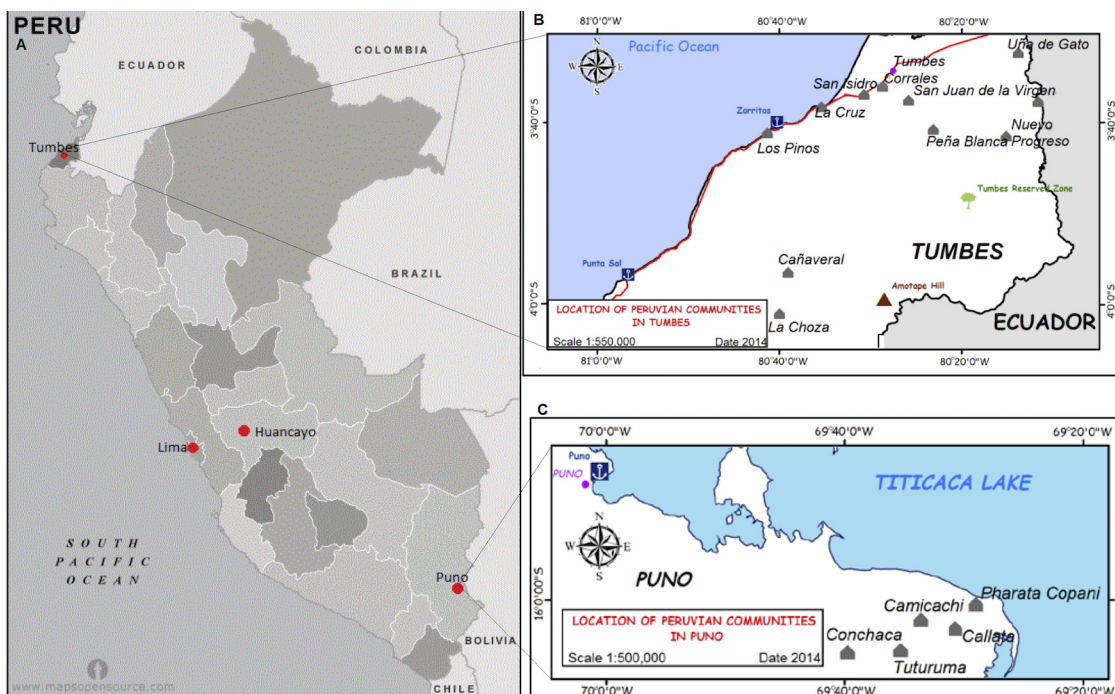 PERU
A
ECUADOR
COLOMBIA
Tumbes
BRAZIL
Lima
Huancayo
SOUTH
PACIFIC
OCEAN
Puno
BOLIVIA
CHILE
www.mapsopensource.com
B
81°0'0"W
80°40'0"W
80°20'0"W
Pacific Ocean
N
W
E
S
Uña de Gato
Tumbes
Corrales
San Isidro
San Juan de la Virgen
La Cruz
Zorritos
3°40'0"S
3°40'0"S
Los Pinos
Peña Blanca
Nuevo
Progreso
Tumbes Reserved Zone
TUMBES
Cañaveral
Punta Sal
Amotape Hill
4°0'0"S
4°0'0"S
LOCATION OF PERUVIAN COMMUNITIES
IN TUMBES
La Choza
ECUADOR
Scale 1:550,000
Date 2014
81°0'0"W
80°40'0"W
80°20'0"W
C
70°0'0"W
69°40'0"W
69°20'0"W
Puno
PUNO
TITICACA LAKE
N
W
E
S
PUNO
16°0'0"S
16°0'0"S
Pharata Copani
Camicachi
Callata
Conchaca
Tuturuma
LOCATION OF PERUVIAN COMMUNITIES
IN PUNO
Scale 1:500,000
Date 2014
70°0'0"W
69°40'0"W
69°20'0"W